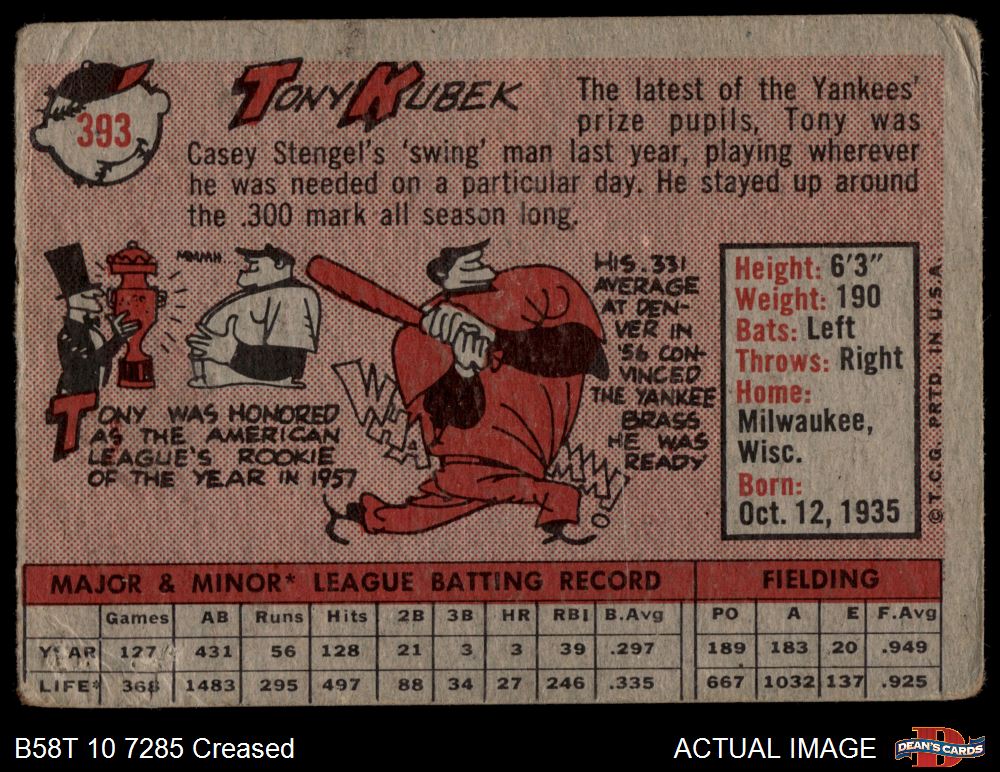 393
TONY KUBEK
The latest of the Yankees'
prize pupils, Tony was
Casey Stengel's 'swing' man last year, playing wherever
he was needed on a particular day. He stayed up around
the .300 mark all season long.
MMMMH
TONY WAS HONORED
AS THE AMERICAN
LEAGUE'S ROOKIE
OF THE YEAR IN 1957
HIS .331
AVERAGE
AT DEN-
VER IN
'56 CON-
VINCED
THE YANKEE
BRASS
HE WAS
READY
Height: 6'3"
Weight: 190
Bats: Left
Throws: Right
Home:
Milwaukee,
Wisc.
Born:
Oct. 12, 1935
© T.C.G. PRTD. IN U.S.A.
MAJOR & MINOR* LEAGUE BATTING RECORD FIELDING
Games AB Runs Hits 2B 3B HR RBI B.Avg PO A E F.Avg
YEAR 127 431 56 128 21 3 3 39 .297 189 183 20 .949
LIFE* 368 1483 295 497 88 34 27 246 .335 667 1032 137 .925
B58T 10 7285 Creased
ACTUAL IMAGE
DEAN'S CARDS